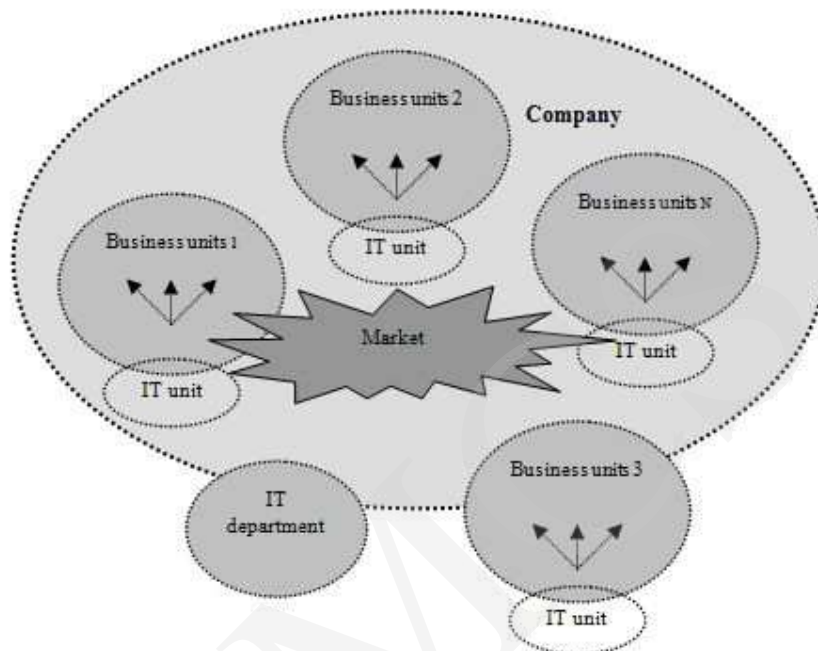 Business units 2
Company
Business units N
Business units 1
IT unit
Market
IT unit
IT unit
Business units 3
IT
department
IT unit